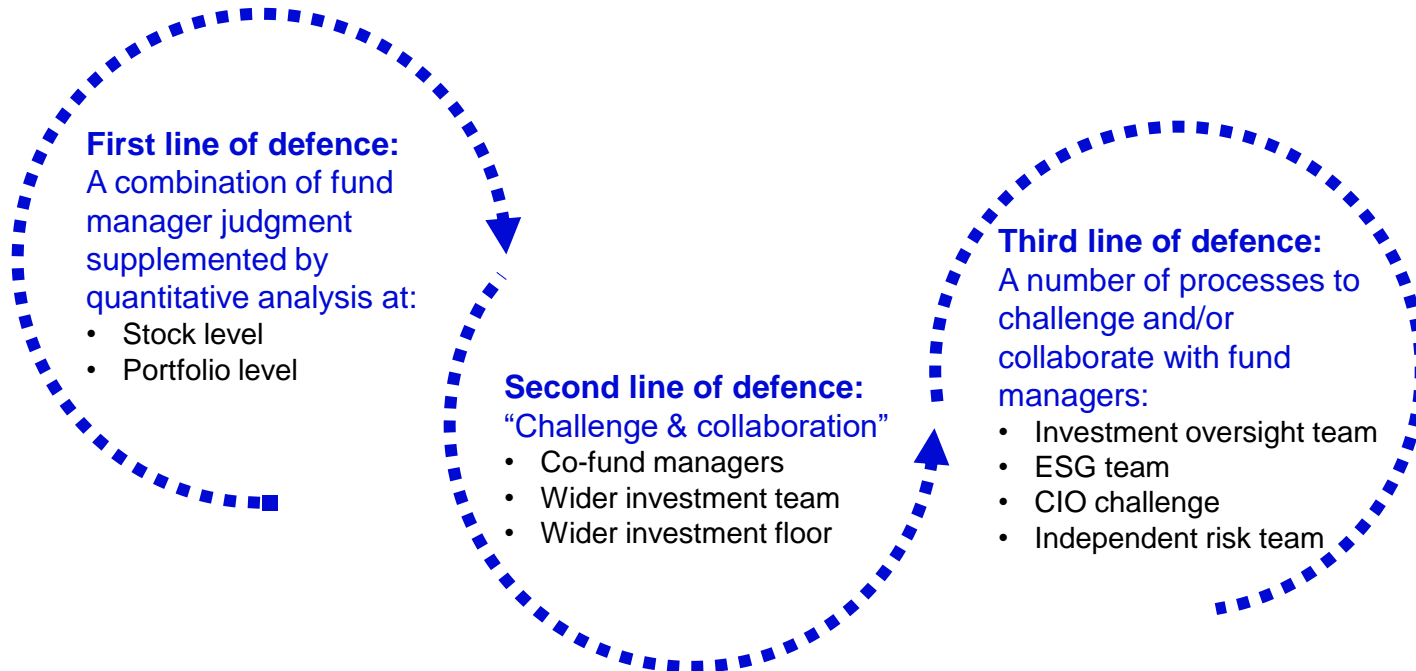 First line of defence:
A combination of fund
manager judgment
supplemented by
quantitative analysis at:
• Stock level
• Portfolio level
Second line of defence:
“Challenge & collaboration”
• Co-fund managers
• Wider investment team
• Wider investment floor
Third line of defence:
A number of processes to
challenge and/or
collaborate with fund
managers:
• Investment oversight team
• ESG team
• CIO challenge
• Independent risk team